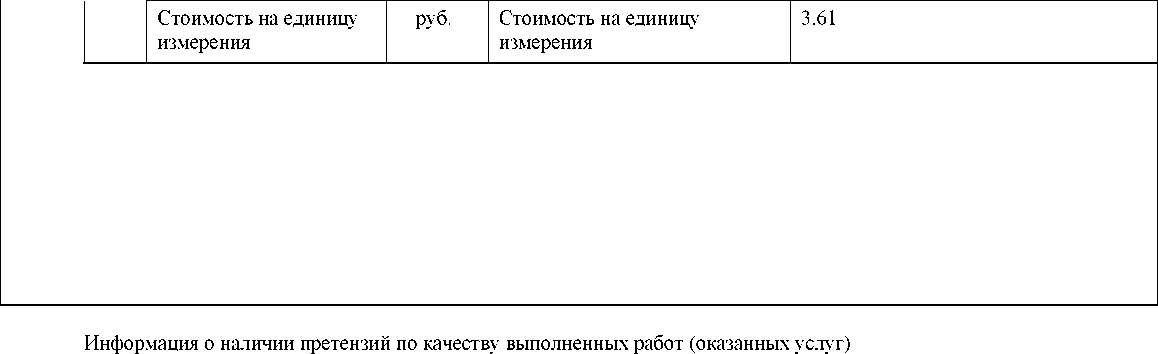 Стоимость на единицу руб. Стоимость на единицу 3.61
измерения измерения
Информация о наличии претензий по качеству выполненных работ (оказанных услуг)